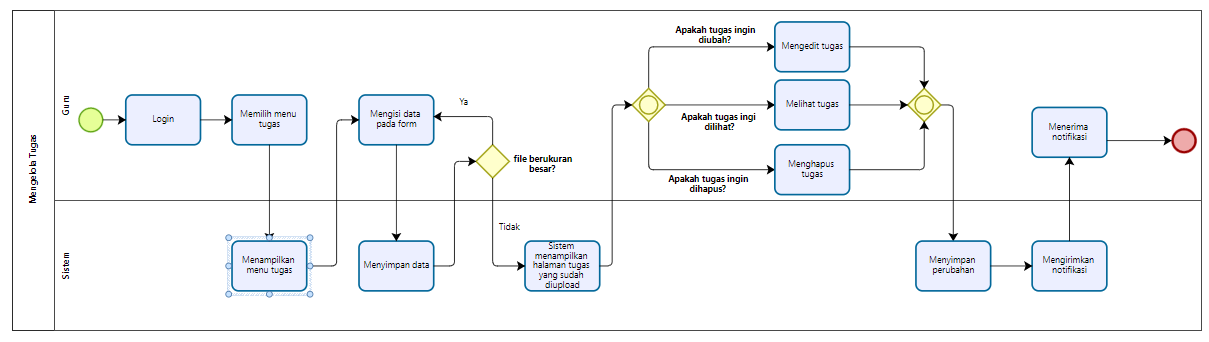 Mengelola Tugas
Guru
Login
Memilih menu
tugas
Mengisi data
pada form
Ya
file berukuran
besar?
Apakah tugas ingin
diubah?
Mengedit tugas
Apakah tugas ingi
dilihat?
Melihat tugas
Apakah tugas ingin
dihapus?
Menghapus
tugas
Menerima
notifikasi
Sistem
Menampilkan
menu tugas
Menyimpan data
Tidak
Sistem
menampilkan
halaman tugas
yang sudah
diupload
Menyimpan
perubahan
Mengirimkan
notifikasi